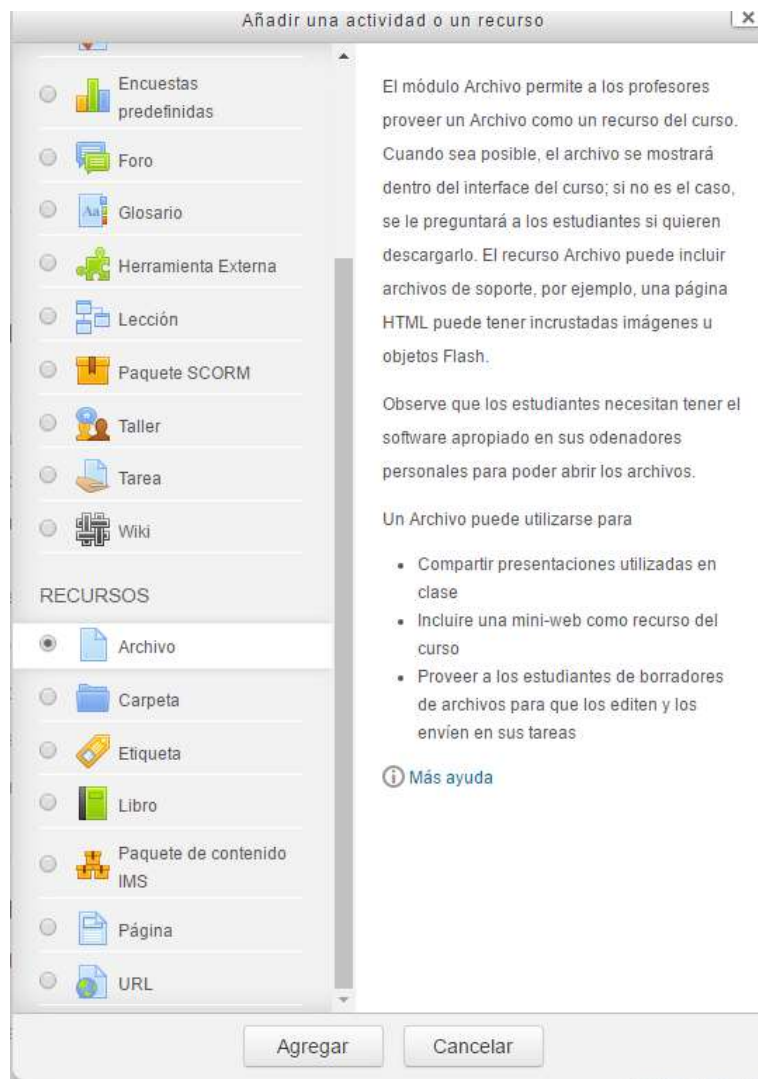 Añadir una actividad o un recurso
Encuestas
predefinidas
Foro
Glosario
Herramienta Externa
Lección
Paquete SCORM
Taller
Tarea
Wiki
RECURSOS
Archivo
Carpeta
Etiqueta
Libro
Paquete de contenido
IMS
Página
URL
El módulo Archivo permite a los profesores
proveer un Archivo como un recurso del curso.
Cuando sea posible, el archivo se mostrará
dentro del interface del curso; si no es el caso,
se le preguntará a los estudiantes si quieren
descargarlo. El recurso Archivo puede incluir
archivos de soporte, por ejemplo, una página
HTML puede tener incrustadas imágenes u
objetos Flash.
Observe que los estudiantes necesitan tener el
software apropiado en sus odenadores
personales para poder abrir los archivos.
Un Archivo puede utilizarse para
• Compartir presentaciones utilizadas en
clase
• Incluire una mini-web como recurso del
curso
• Proveer a los estudiantes de borradores
de archivos para que los editen y los
envíen en sus tareas
Más ayuda
Agregar
Cancelar